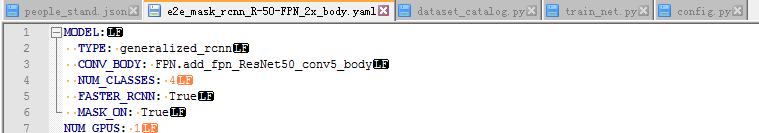 people_stand.json e2e_mask_rcnn_R-50-FPN_2x_body.yaml dataset_catalog.py train_net.py config.py
1 MODEL:LF
2 TYPE: generalized_rcnnLF
3 CONV_BODY: FPN.add_fpn_ResNet50_conv5_bodyLF
4 NUM_CLASSES: 4LF
5 FASTER_RCNN: TrueLF
6 MASK_ON: TrueLF
7 NUM_GPUS: 1LF